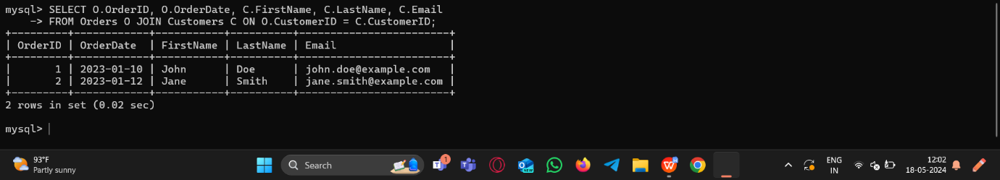 mysql> SELECT O.OrderID, O.OrderDate, C.FirstName, C.LastName, C.Email
    -> FROM Orders O JOIN Customers C ON O.CustomerID = C.CustomerID;
+---------+------------+-----------+----------+------------------------+
| OrderID | OrderDate  | FirstName | LastName | Email                  |
+---------+------------+-----------+----------+------------------------+
|       1 | 2023-01-10 | John      | Doe      | john.doe@example.com   |
|       2 | 2023-01-12 | Jane      | Smith    | jane.smith@example.com |
+---------+------------+-----------+----------+------------------------+
2 rows in set (0.02 sec)
mysql>
93°F
Partly sunny
Search
1
NEW
ENG
IN
12:02
18-05-2024